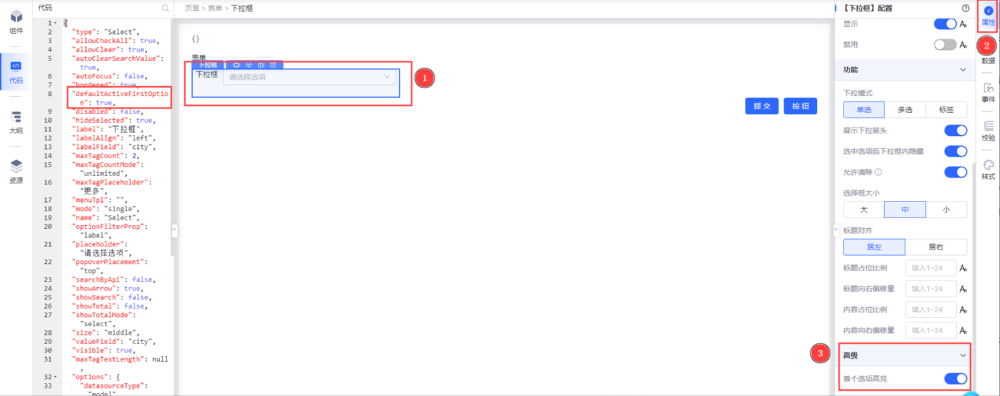 组件
代码
大纲
资源
代码
1 {
2 "type": "Select",
3 "allowCheckAll": true,
4 "allowClear": true,
5 "autoClearSearchValue":
true,
6 "autoFocus": false,
7 "bordered": true,
8 "defaultActiveFirstOptio
n": true,
9 "disabled": false,
10 "hideSelected": true,
11 "label": "下拉框",
12 "labelAlign": "left",
13 "labelField": "city",
14 "maxTagCount": 2,
15 "maxTagCountMode":
"unlimited",
16 "maxTagPlaceholder":
"更多",
17 "menuTpl": "",
18 "mode": "single",
19 "name": "Select",
20 "optionFilterProp":
"label",
21 "placeholder":
"请选择选项",
22 "popoverPlacement":
"top",
23 "searchByApi": false,
24 "showArrow": true,
25 "showSearch": false,
26 "showTotal": false,
27 "showTotalMode":
"select",
28 "size": "middle",
29 "valueField": "city",
30 "visible": true,
31 "maxTagTextLength": null
,
32 "options": {
33 "datasourceType":
"model"
页面 > 表单 > 下拉框
{}
表单
下拉框
下拉框 请选择选项
1
提 交 按 钮
【下拉框】配置
显示
禁用
功能
下拉模式
单选 多选 标签
展示下拉箭头
选中选项后下拉框内隐藏
允许清除
选择框大小
大 中 小
标题对齐
居左 居右
标题占位比例 填入1~24
标题向右偏移量 填入1~24
内容占位比例 填入1~24
内容向右偏移量 填入1~24
3
高级
首个选项高亮
属性
2
数据
事件
校验
样式